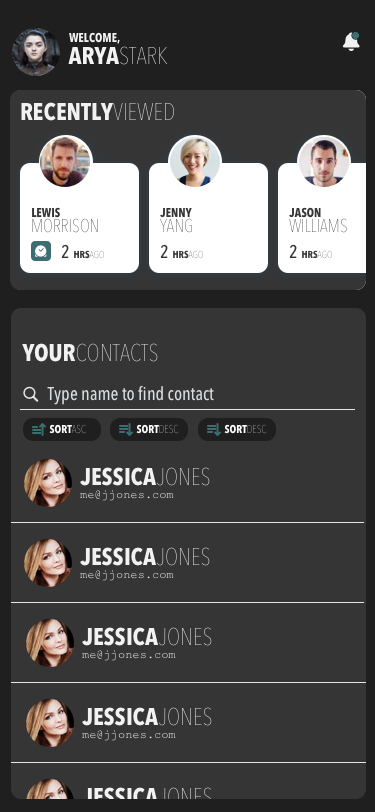 WELCOME,
ARYASTARK
RECENTLYVIEWED
LEWIS
MORRISON
2 HRSAGO
JENNY
YANG
2 HRSAGO
JASON
WILLIAMS
2 HRSAGO
YOURCONTACTS
Type name to find contact
SORTASC SORTDESC SORTDESC
JESSICAJONES
me@jjones.com
JESSICAJONES
me@jjones.com
JESSICAJONES
me@jjones.com
JESSICAJONES
me@jjones.com
JESSICAJONES